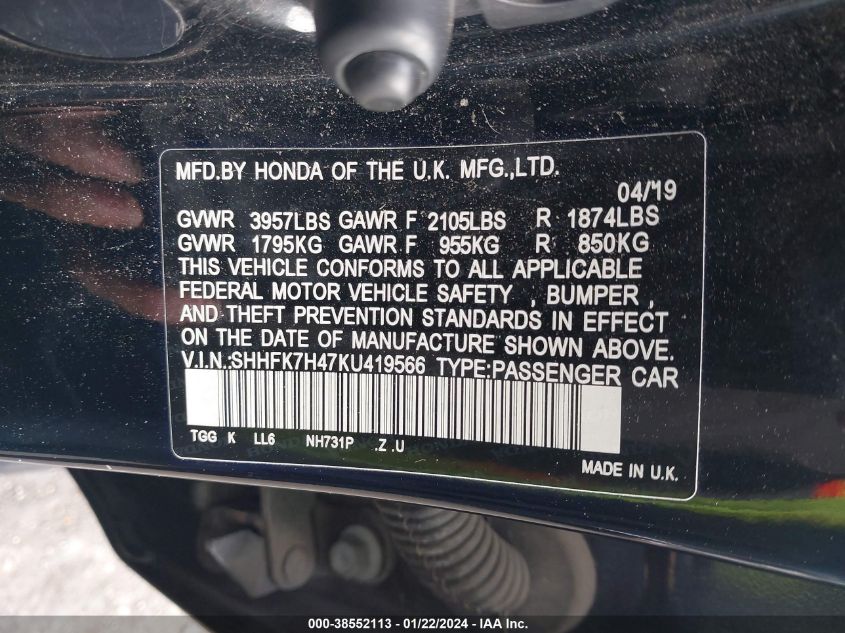 MFD.BY HONDA OF THE U.K. MFG.,LTD.
04/'19
GVWR 3957LBS GAWR F 2105LBS R 1874LBS
GVWR 1795KG GAWR F 955KG R 850KG
THIS VEHICLE CONFORMS TO ALL APPLICABLE
FEDERAL MOTOR VEHICLE SAFETY , BUMPER ,
AND THEFT PREVENTION STANDARDS IN EFFECT
ON THE DATE OF MANUFACTURE SHOWN ABOVE.
V.I.N.:SHHFK7H47KU419566 TYPE:PASSENGER CAR
TGG K LL6 NH731P .Z .U
MADE IN U.K.
000-38552113 - 01/22/2024 - IAA Inc.